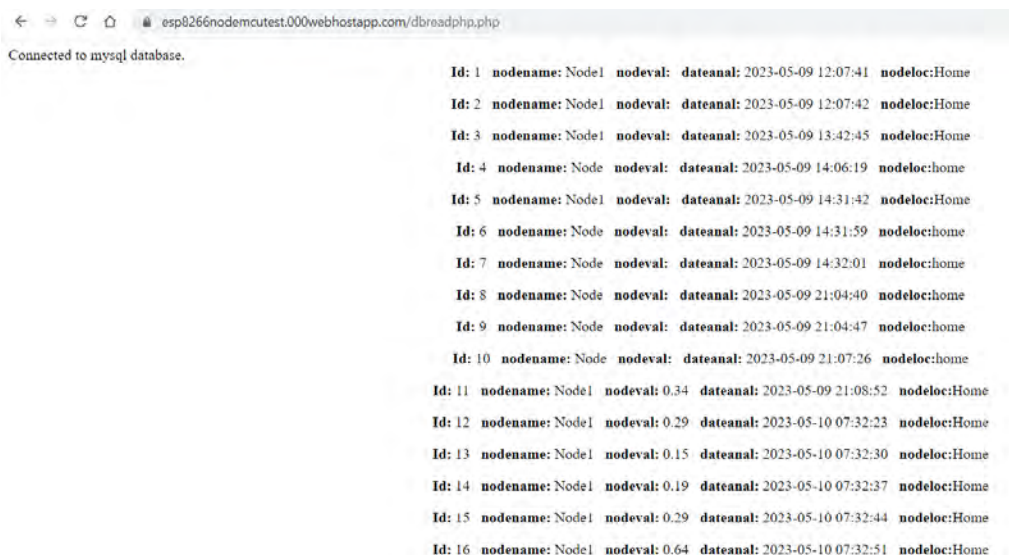 esp8266nodemcutest.000webhostapp.com/dbreadphp.php
Connected to mysql database.
Id: 1 nodename: Node1 nodeval: dateanal: 2023-05-09 12:07:41 nodeloc:Home
Id: 2 nodename: Node1 nodeval: dateanal: 2023-05-09 12:07:42 nodeloc:Home
Id: 3 nodename: Node1 nodeval: dateanal: 2023-05-09 13:42:45 nodeloc:Home
Id: 4 nodename: Node nodeval: dateanal: 2023-05-09 14:06:19 nodeloc:home
Id: 5 nodename: Node1 nodeval: dateanal: 2023-05-09 14:31:42 nodeloc:Home
Id: 6 nodename: Node nodeval: dateanal: 2023-05-09 14:31:59 nodeloc:home
Id: 7 nodename: Node nodeval: dateanal: 2023-05-09 14:32:01 nodeloc:home
Id: 8 nodename: Node nodeval: dateanal: 2023-05-09 21:04:40 nodeloc:home
Id: 9 nodename: Node nodeval: dateanal: 2023-05-09 21:04:47 nodeloc:home
Id: 10 nodename: Node nodeval: dateanal: 2023-05-09 21:07:26 nodeloc:home
Id: 11 nodename: Node1 nodeval: 0.34 dateanal: 2023-05-09 21:08:52 nodeloc:Home
Id: 12 nodename: Node1 nodeval: 0.29 dateanal: 2023-05-10 07:32:23 nodeloc:Home
Id: 13 nodename: Node1 nodeval: 0.15 dateanal: 2023-05-10 07:32:30 nodeloc:Home
Id: 14 nodename: Node1 nodeval: 0.19 dateanal: 2023-05-10 07:32:37 nodeloc:Home
Id: 15 nodename: Node1 nodeval: 0.29 dateanal: 2023-05-10 07:32:44 nodeloc:Home
Id: 16 nodename: Node1 nodeval: 0.64 dateanal: 2023-05-10 07:32:51 nodeloc:Home